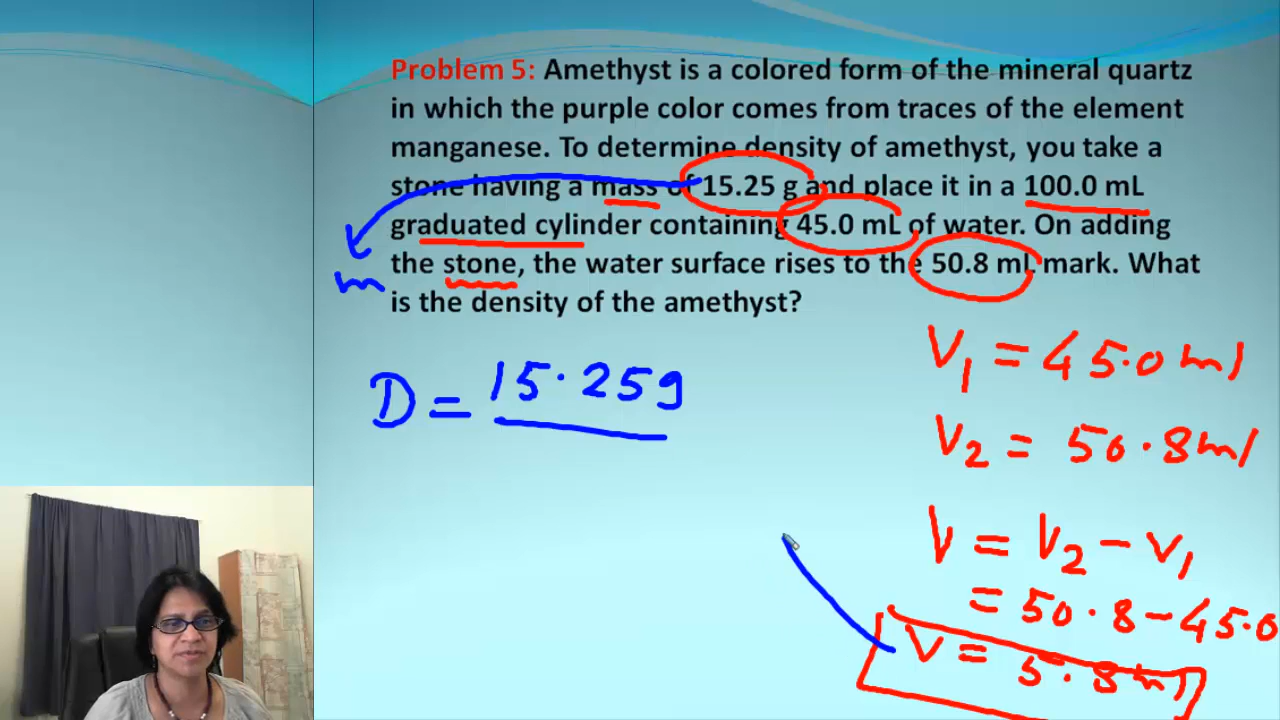 Problem 5: Amethyst is a colored form of the mineral quartz
in which the purple color comes from traces of the element
manganese. To determine density of amethyst, you take a
stone having a mass of 15.25 g and place it in a 100.0 mL
graduated cylinder containing 45.0 mL of water. On adding
the stone, the water surface rises to the 50.8 mL mark. What
is the density of the amethyst?
m
D = 15.25g
V1 = 45.0 ml
V2 = 50.8 ml
V = V2 - V1
= 50.8 - 45.0
V = 5.8 ml